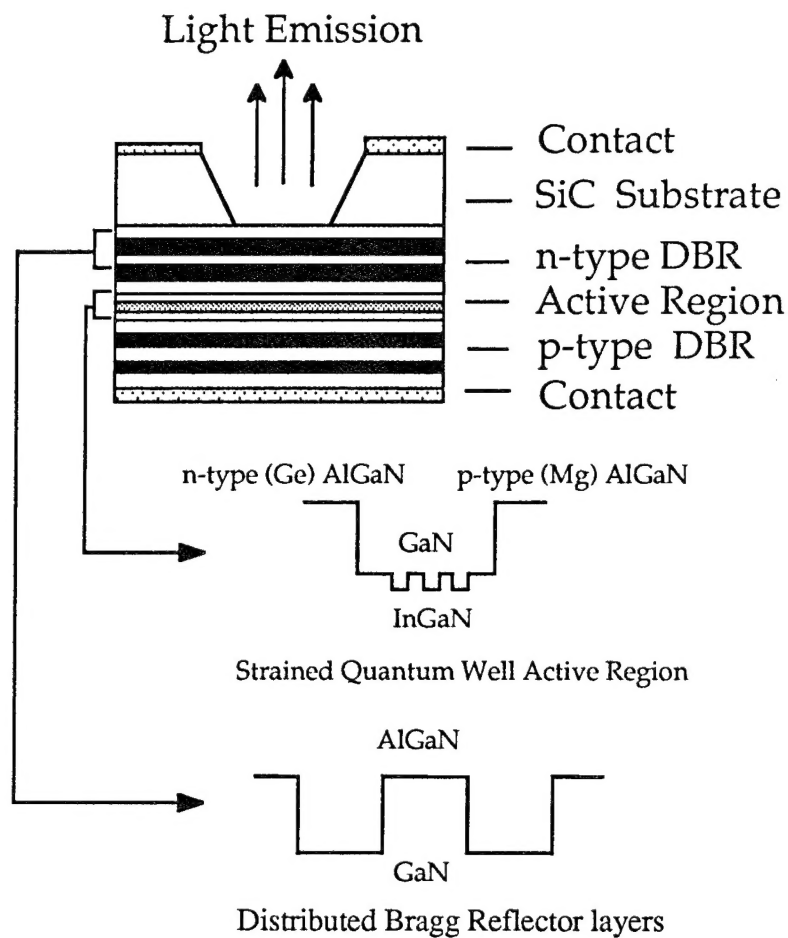 Light Emission
Contact
SiC Substrate
n-type DBR
Active Region
p-type DBR
Contact
n-type (Ge) AlGaN p-type (Mg) AlGaN
GaN
InGaN
Strained Quantum Well Active Region
AlGaN
GaN
Distributed Bragg Reflector layers